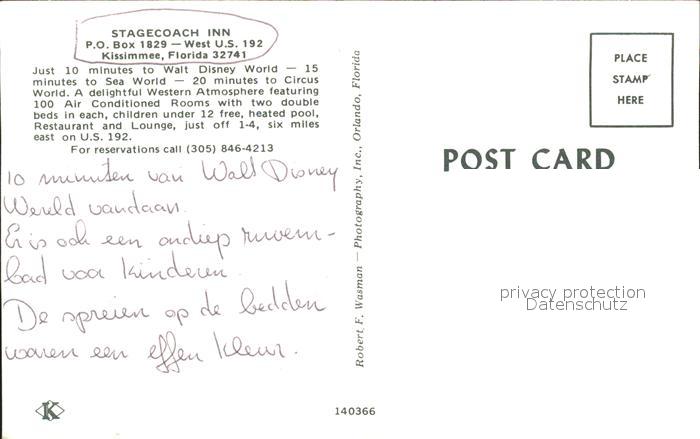 STAGECOACH INN
P.O. Box 1829 — West U.S. 192
Kissimmee, Florida 32741
Just 10 minutes to Walt Disney World — 15
minutes to Sea World — 20 minutes to Circus
World. A delightful Western Atmosphere featuring
100 Air Conditioned Rooms with two double
beds in each, children under 12 free, heated pool,
Restaurant and Lounge, just off 1-4, six miles
east on U.S. 192.
For reservations call (305) 846-4213
10 minuten van Walt Disney
Wereld vandaan.
Er is ook een ondiep zwem-
bad voor kinderen.
De spreien op de bedden
waren een effen kleur.
Robert F. Wasman — Photography, Inc., Orlando, Florida
PLACE
STAMP
HERE
POST CARD
privacy protection
Datenschutz
K
140366